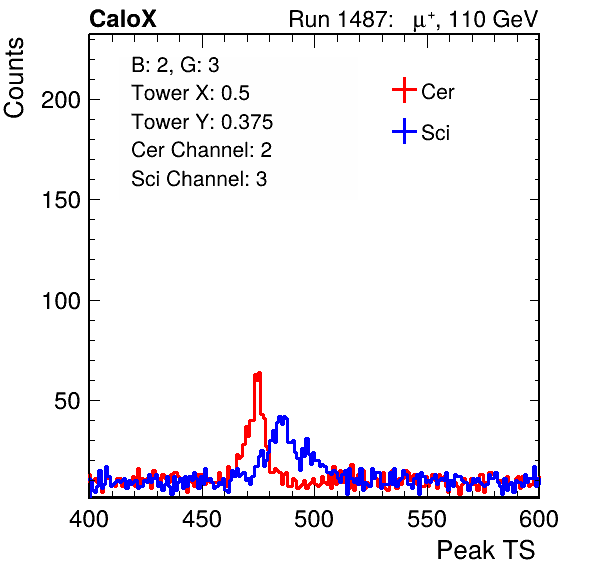 CaloX Run 1487: μ⁺, 110 GeV
Counts
B: 2, G: 3
Tower X: 0.5
Tower Y: 0.375
Cer Channel: 2
Sci Channel: 3
Cer
Sci
200
150
100
50
400 450 500 550 600
Peak TS